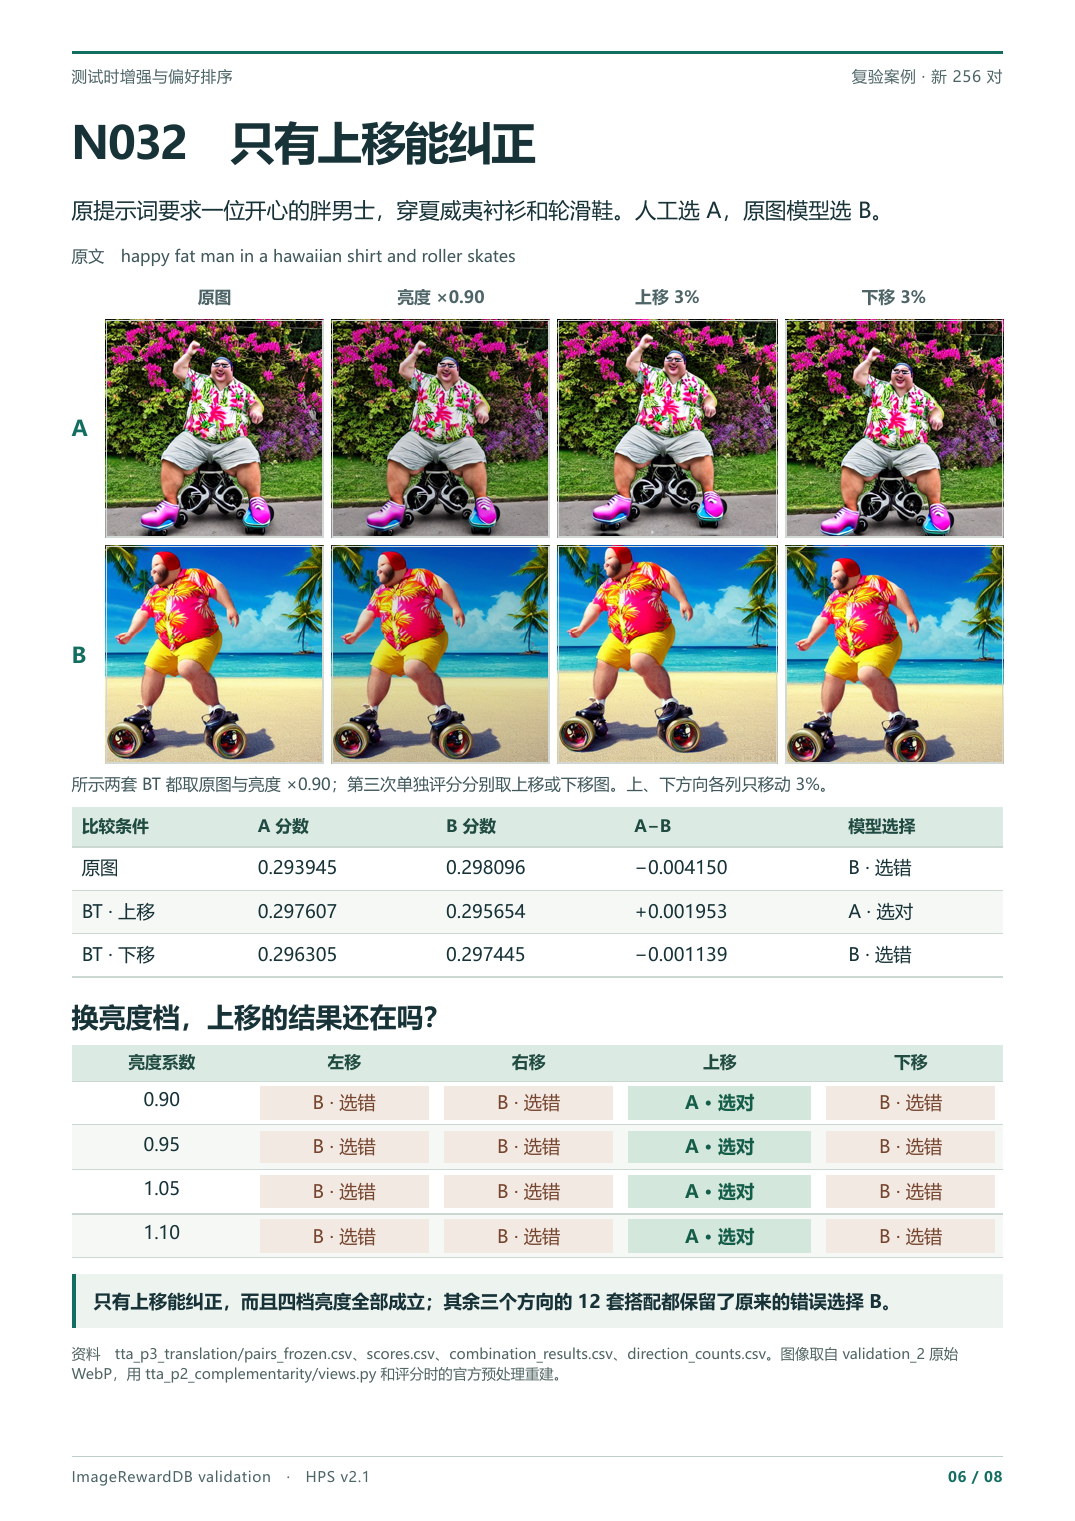 测试时增强与偏好排序
复验案例 · 新 256 对
N032 只有上移能纠正
原提示词要求一位开心的胖男士，穿夏威夷衬衫和轮滑鞋。人工选 A，原图模型选 B。
原文 happy fat man in a hawaiian shirt and roller skates
原图 亮度 ×0.90 上移 3% 下移 3%
A
B
所示两套 BT 都取原图与亮度 ×0.90；第三次单独评分分别取上移或下移图。上、下方向各列只移动 3%。
比较条件 A 分数 B 分数 A−B 模型选择
原图 0.293945 0.298096 −0.004150 B · 选错
BT · 上移 0.297607 0.295654 +0.001953 A · 选对
BT · 下移 0.296305 0.297445 −0.001139 B · 选错
换亮度档，上移的结果还在吗？
亮度系数 左移 右移 上移 下移
0.90 B · 选错 B · 选错 A · 选对 B · 选错
0.95 B · 选错 B · 选错 A · 选对 B · 选错
1.05 B · 选错 B · 选错 A · 选对 B · 选错
1.10 B · 选错 B · 选错 A · 选对 B · 选错
只有上移能纠正，而且四档亮度全部成立；其余三个方向的 12 套搭配都保留了原来的错误选择 B。
资料 tta_p3_translation/pairs_frozen.csv、scores.csv、combination_results.csv、direction_counts.csv。图像取自 validation_2 原始
WebP，用 tta_p2_complementarity/views.py 和评分时的官方预处理重建。
ImageRewardDB validation · HPS v2.1
06 / 08